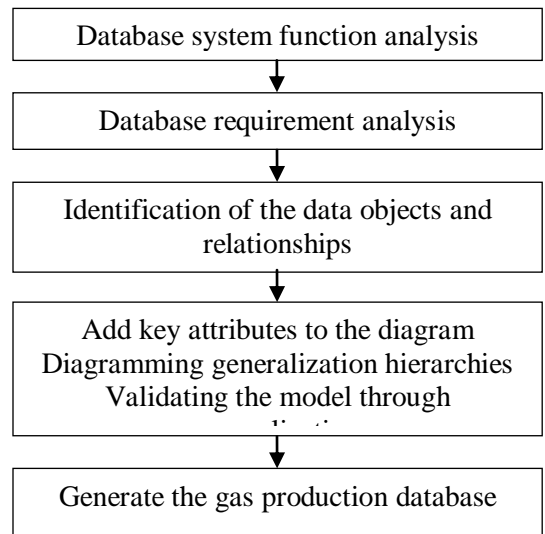 Database system function analysis
Database requirement analysis
Identification of the data objects and
relationships
Add key attributes to the diagram
Diagramming generalization hierarchies
Validating the model through
Generate the gas production database